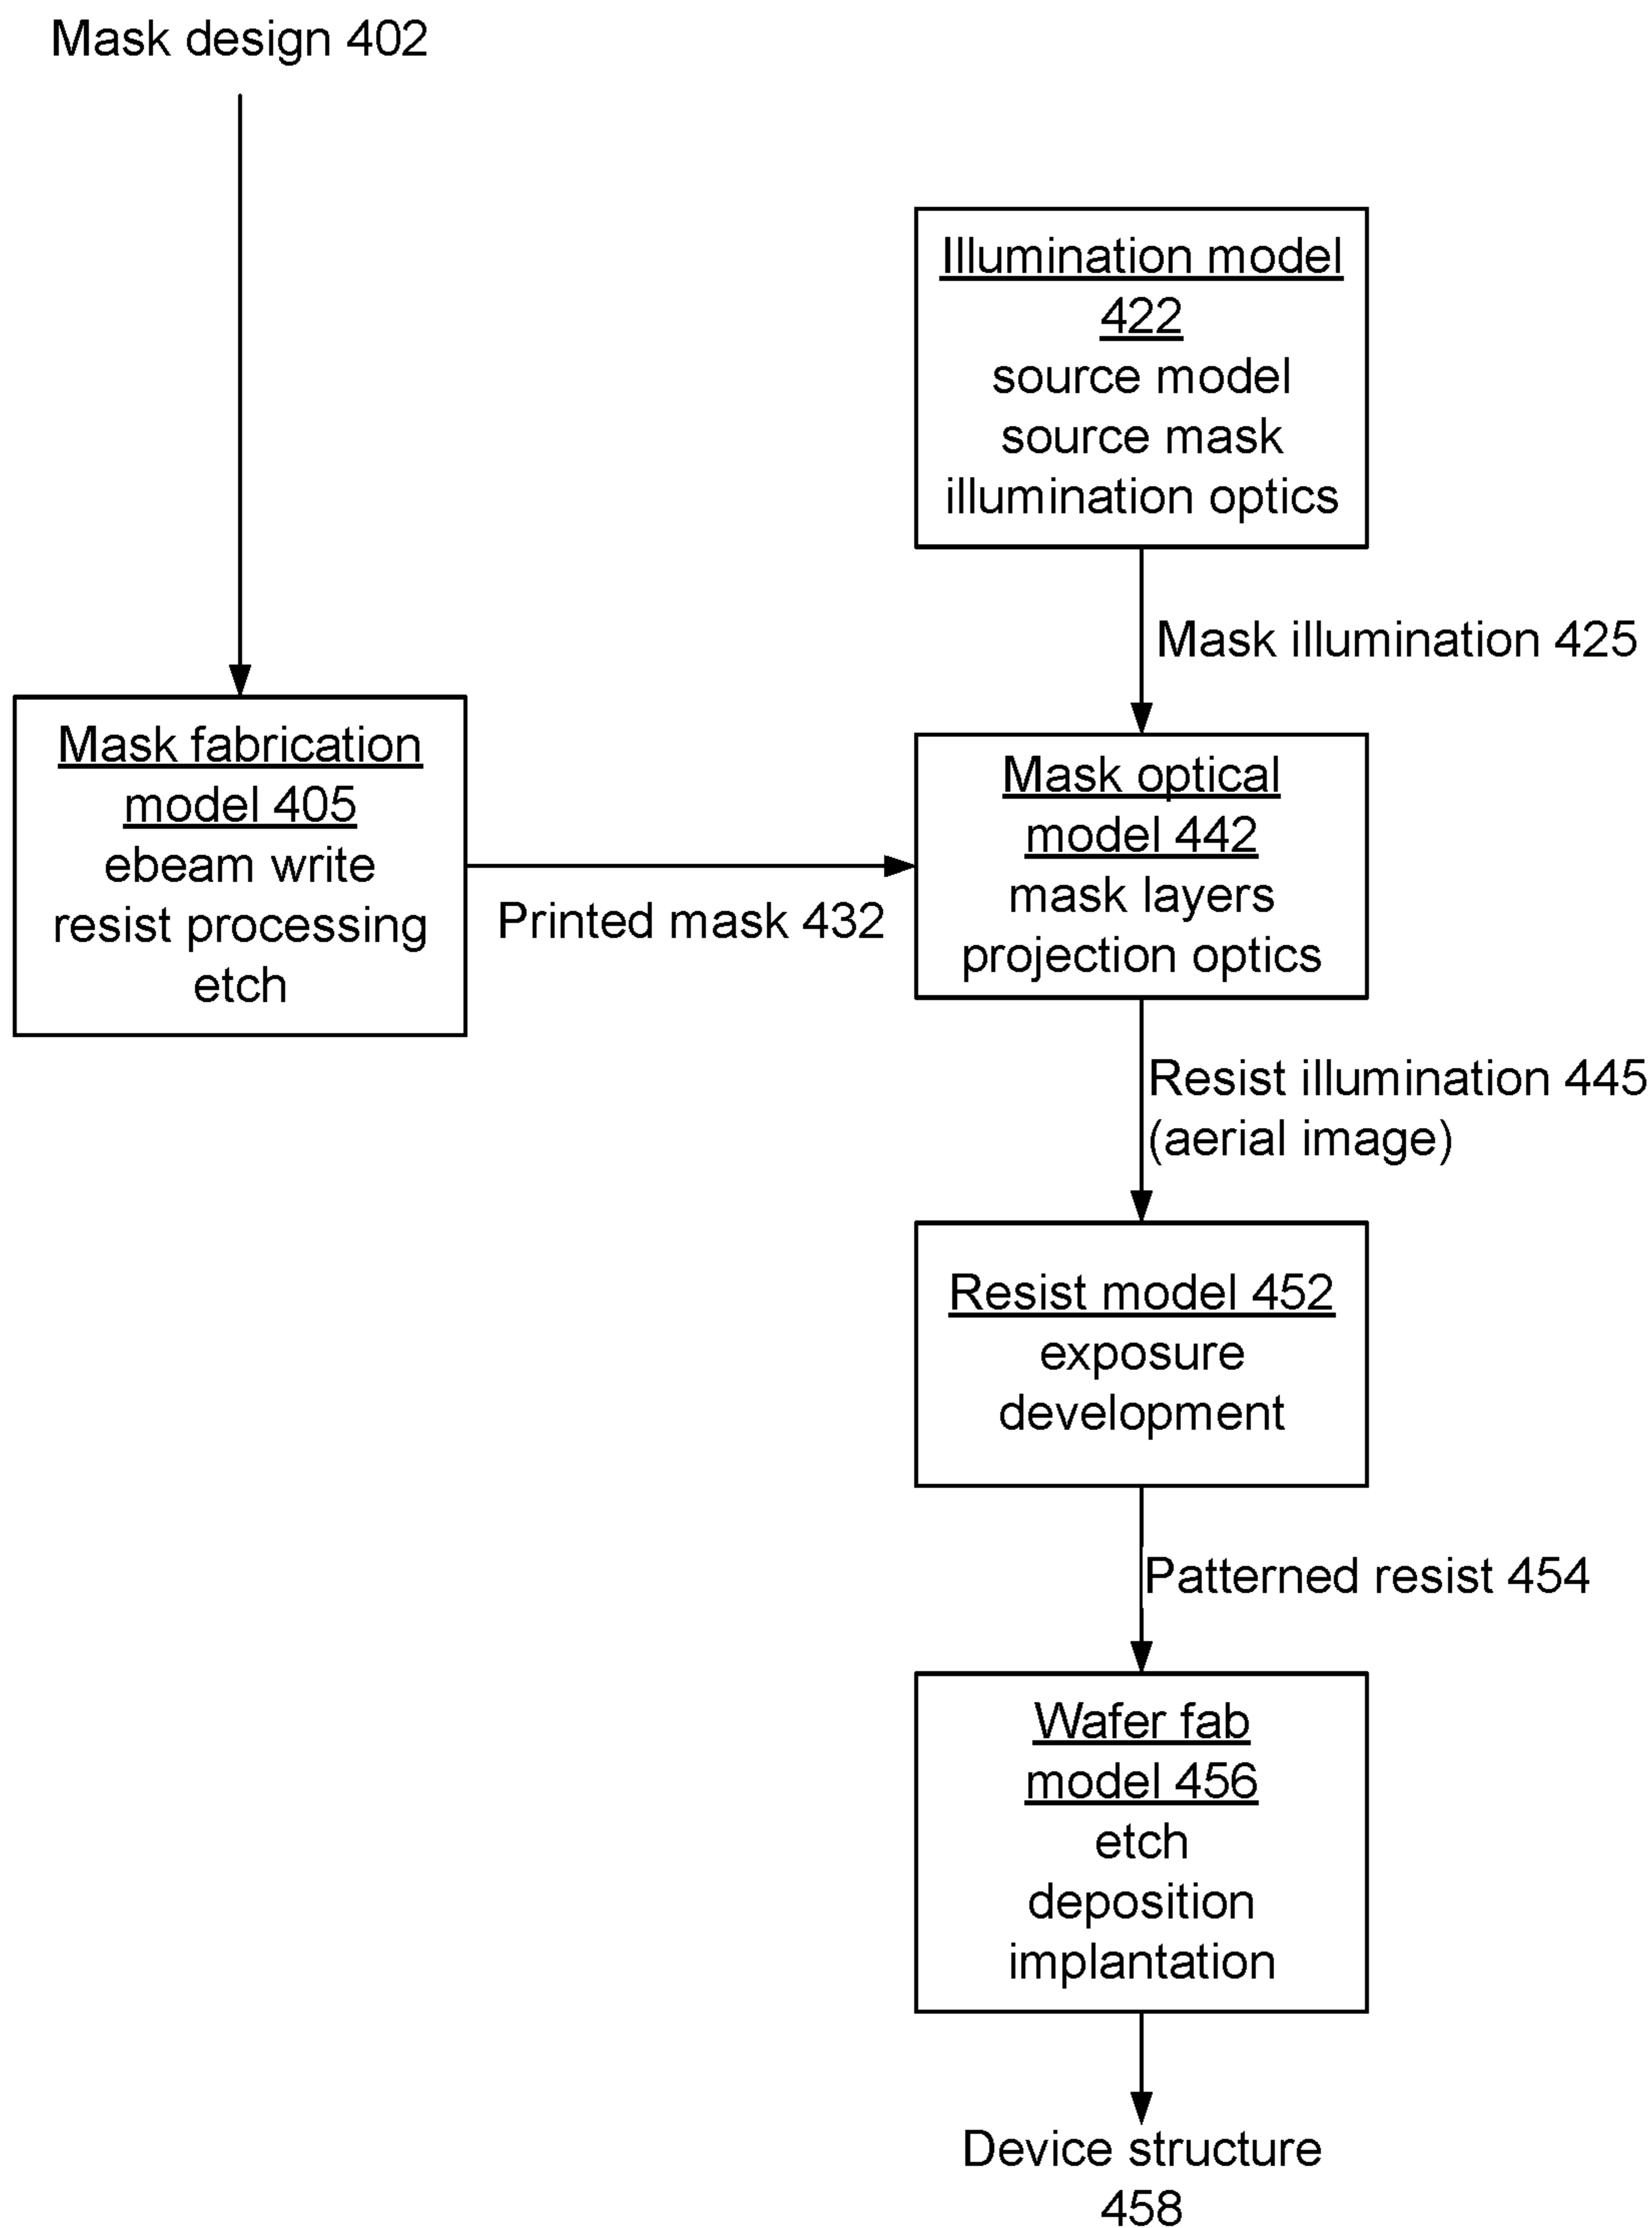 Mask design 402
Illumination model
422
source model
source mask
illumination optics
Mask illumination 425
Mask fabrication
model 405
ebeam write
resist processing
etch
Printed mask 432
Mask optical
model 442
mask layers
projection optics
Resist illumination 445
(aerial image)
Resist model 452
exposure
development
Patterned resist 454
Wafer fab
model 456
etch
deposition
implantation
Device structure
458